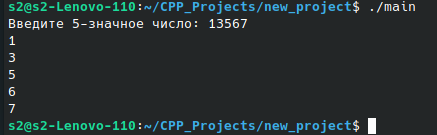 s2@s2-Lenovo-110:~/CPP_Projects/new_project$ ./main
Введите 5-значное число: 13567
1
3
5
6
7
s2@s2-Lenovo-110:~/CPP_Projects/new_project$